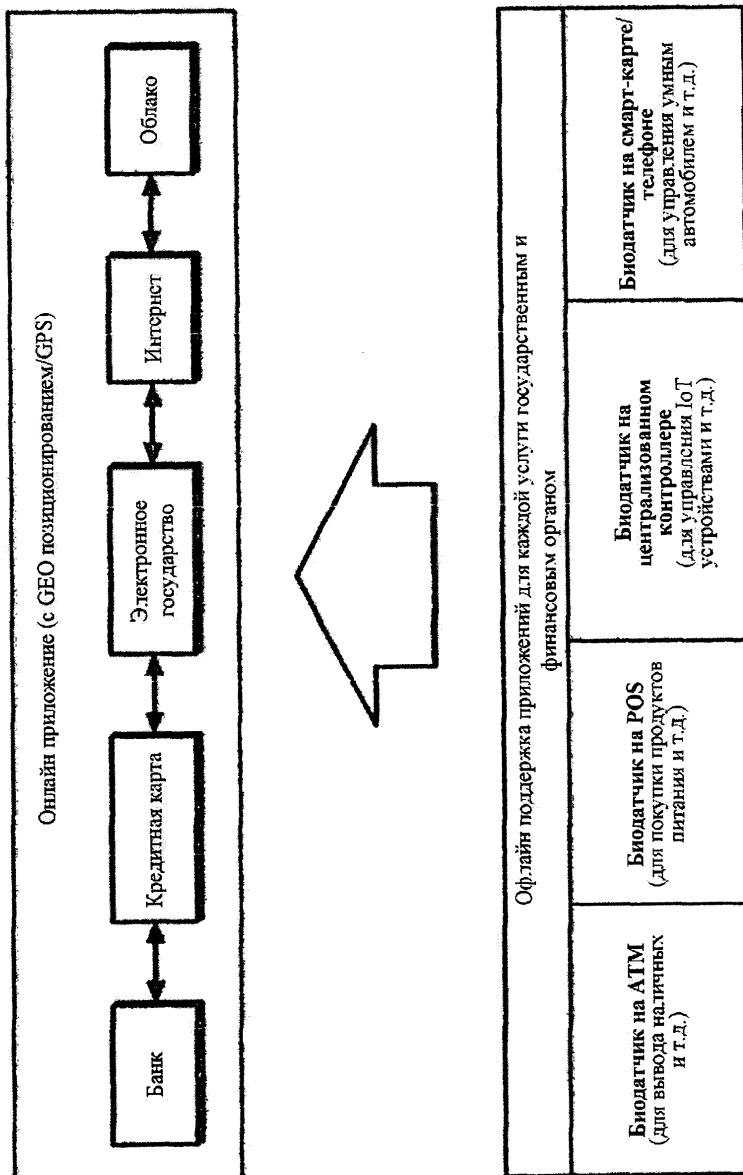 Онлайн приложение (с GEO позиционированием/GPS)
Банк
Кредитная карта
Электронное
государство
Интернет
Облако
Офлайн поддержка приложений для каждой услуги государственным и
финансовым органом
Биодатчик на ATM
(для вывода наличных
и т.д.)
Биодатчик на POS
(для покупки продуктов
питания и т.д.)
Биодатчик на
централизованном
контроллере
(для управления IoT
устройствами и т.д.)
Биодатчик на смарт-карте/
телефоне
(для управления умным
автомобилем и т.д.)